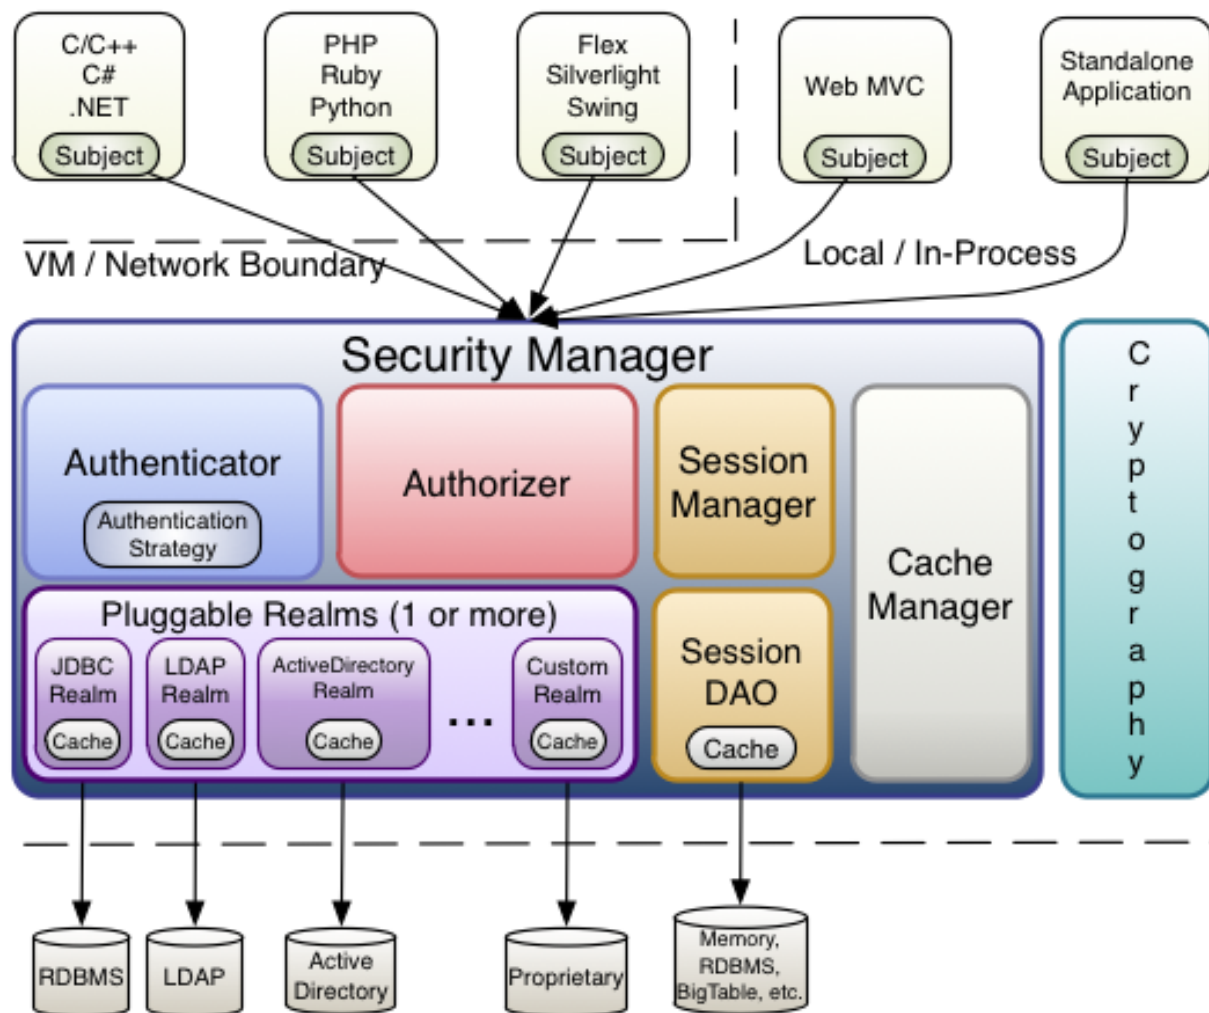 C/C++
C#
.NET
Subject
PHP
Ruby
Python
Subject
Flex
Silverlight
Swing
Subject
Web MVC
Subject
Standalone
Application
Subject
VM / Network Boundary
Local / In-Process
Security Manager
Authenticator
Authentication
Strategy
Authorizer
Session
Manager
Cache
Manager
Pluggable Realms (1 or more)
JDBC
Realm
Cache
LDAP
Realm
Cache
ActiveDirectory
Realm
Cache
...
Custom
Realm
Cache
Session
DAO
Cache
Cryptography
RDBMS
LDAP
Active
Directory
Proprietary
Memory,
RDBMS,
BigTable, etc.